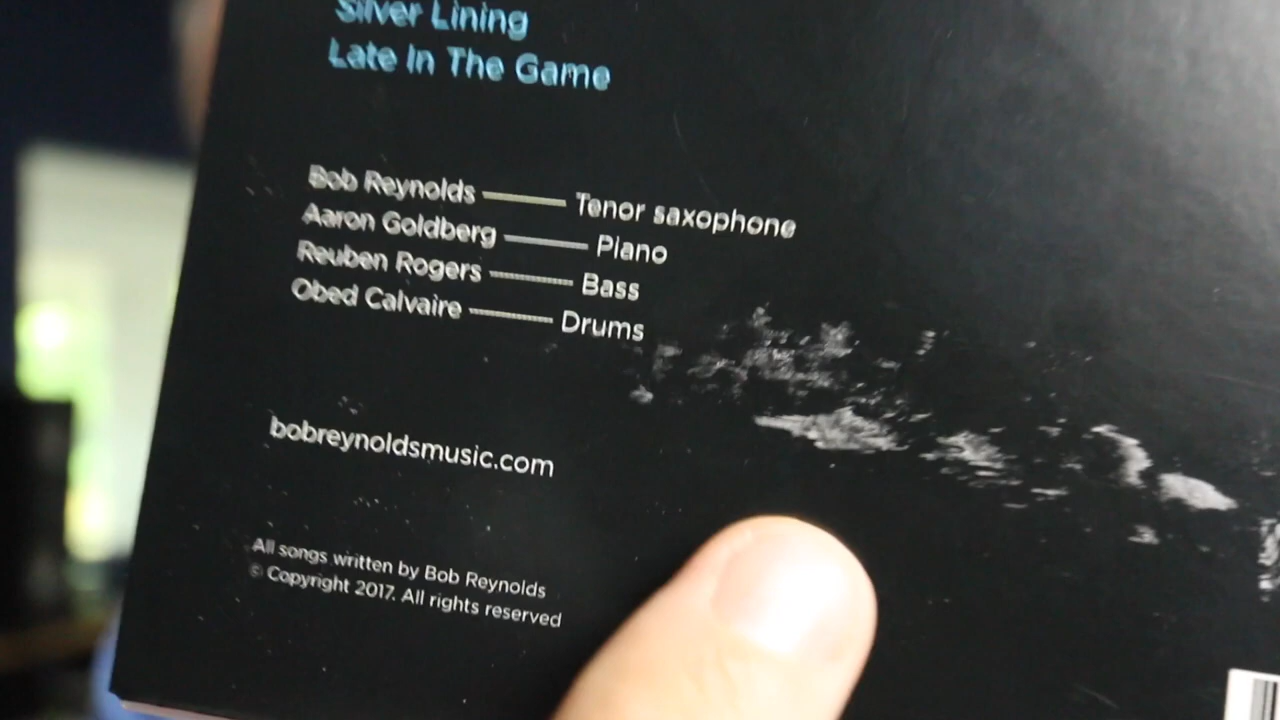 Silver Lining
Late In The Game
Bob Reynolds — Tenor saxophone
Aaron Goldberg — Piano
Reuben Rogers — Bass
Obed Calvaire — Drums
bobreynoldsmusic.com
All songs written by Bob Reynolds
© Copyright 2017. All rights reserved